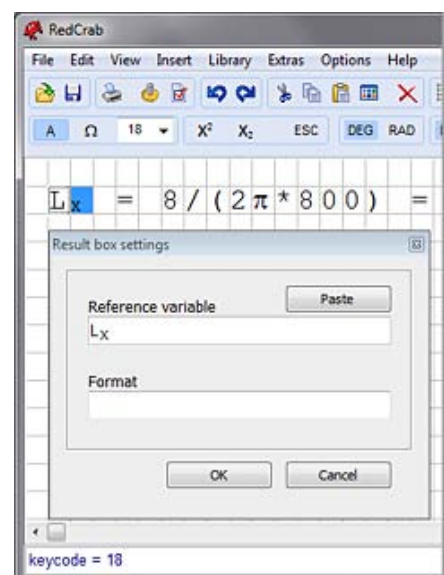 RedCrab
File Edit View Insert Library Extras Options Help
A Ω 18 X² X₂ ESC DEG RAD
Lₓ = 8/(2π*800) =
Result box settings
Reference variable Paste
Lₓ
Format
OK Cancel
keycode = 18